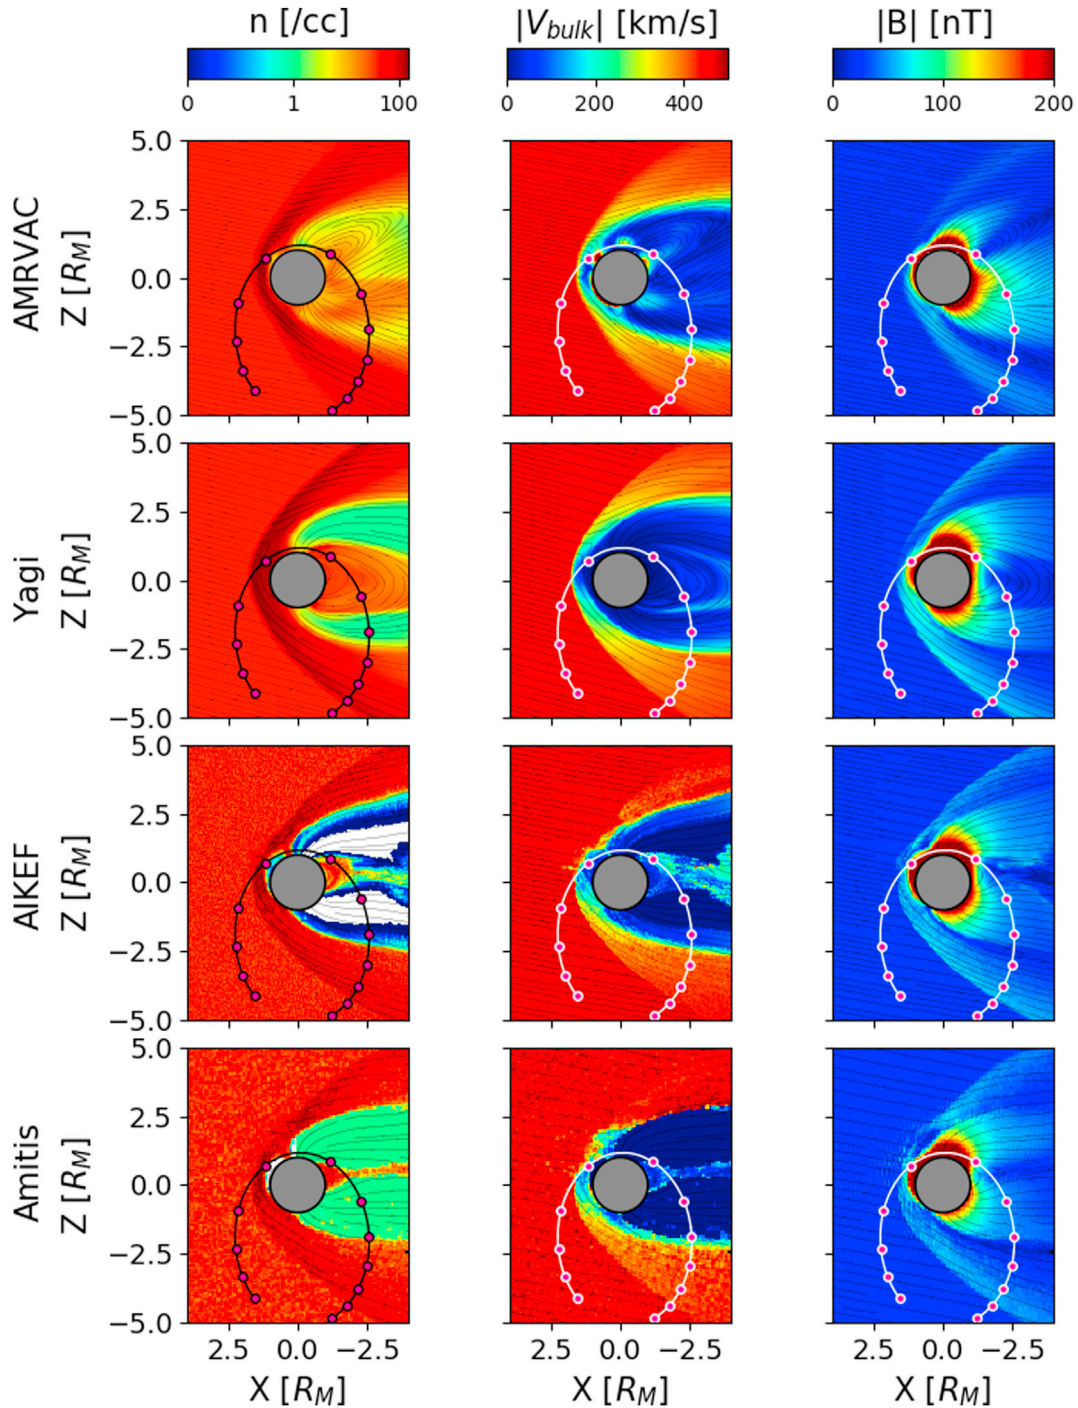 n [/cc] |V_bulk| [km/s] |B| [nT]
0 1 100 0 200 400 0 100 200
AMRVAC
Z [R_M]
5.0
2.5
0.0
−2.5
−5.0
Yagi
Z [R_M]
5.0
2.5
0.0
−2.5
−5.0
AIKEF
Z [R_M]
5.0
2.5
0.0
−2.5
−5.0
Amitis
Z [R_M]
5.0
2.5
0.0
−2.5
−5.0
2.5 0.0 −2.5 2.5 0.0 −2.5 2.5 0.0 −2.5
X [R_M] X [R_M] X [R_M]